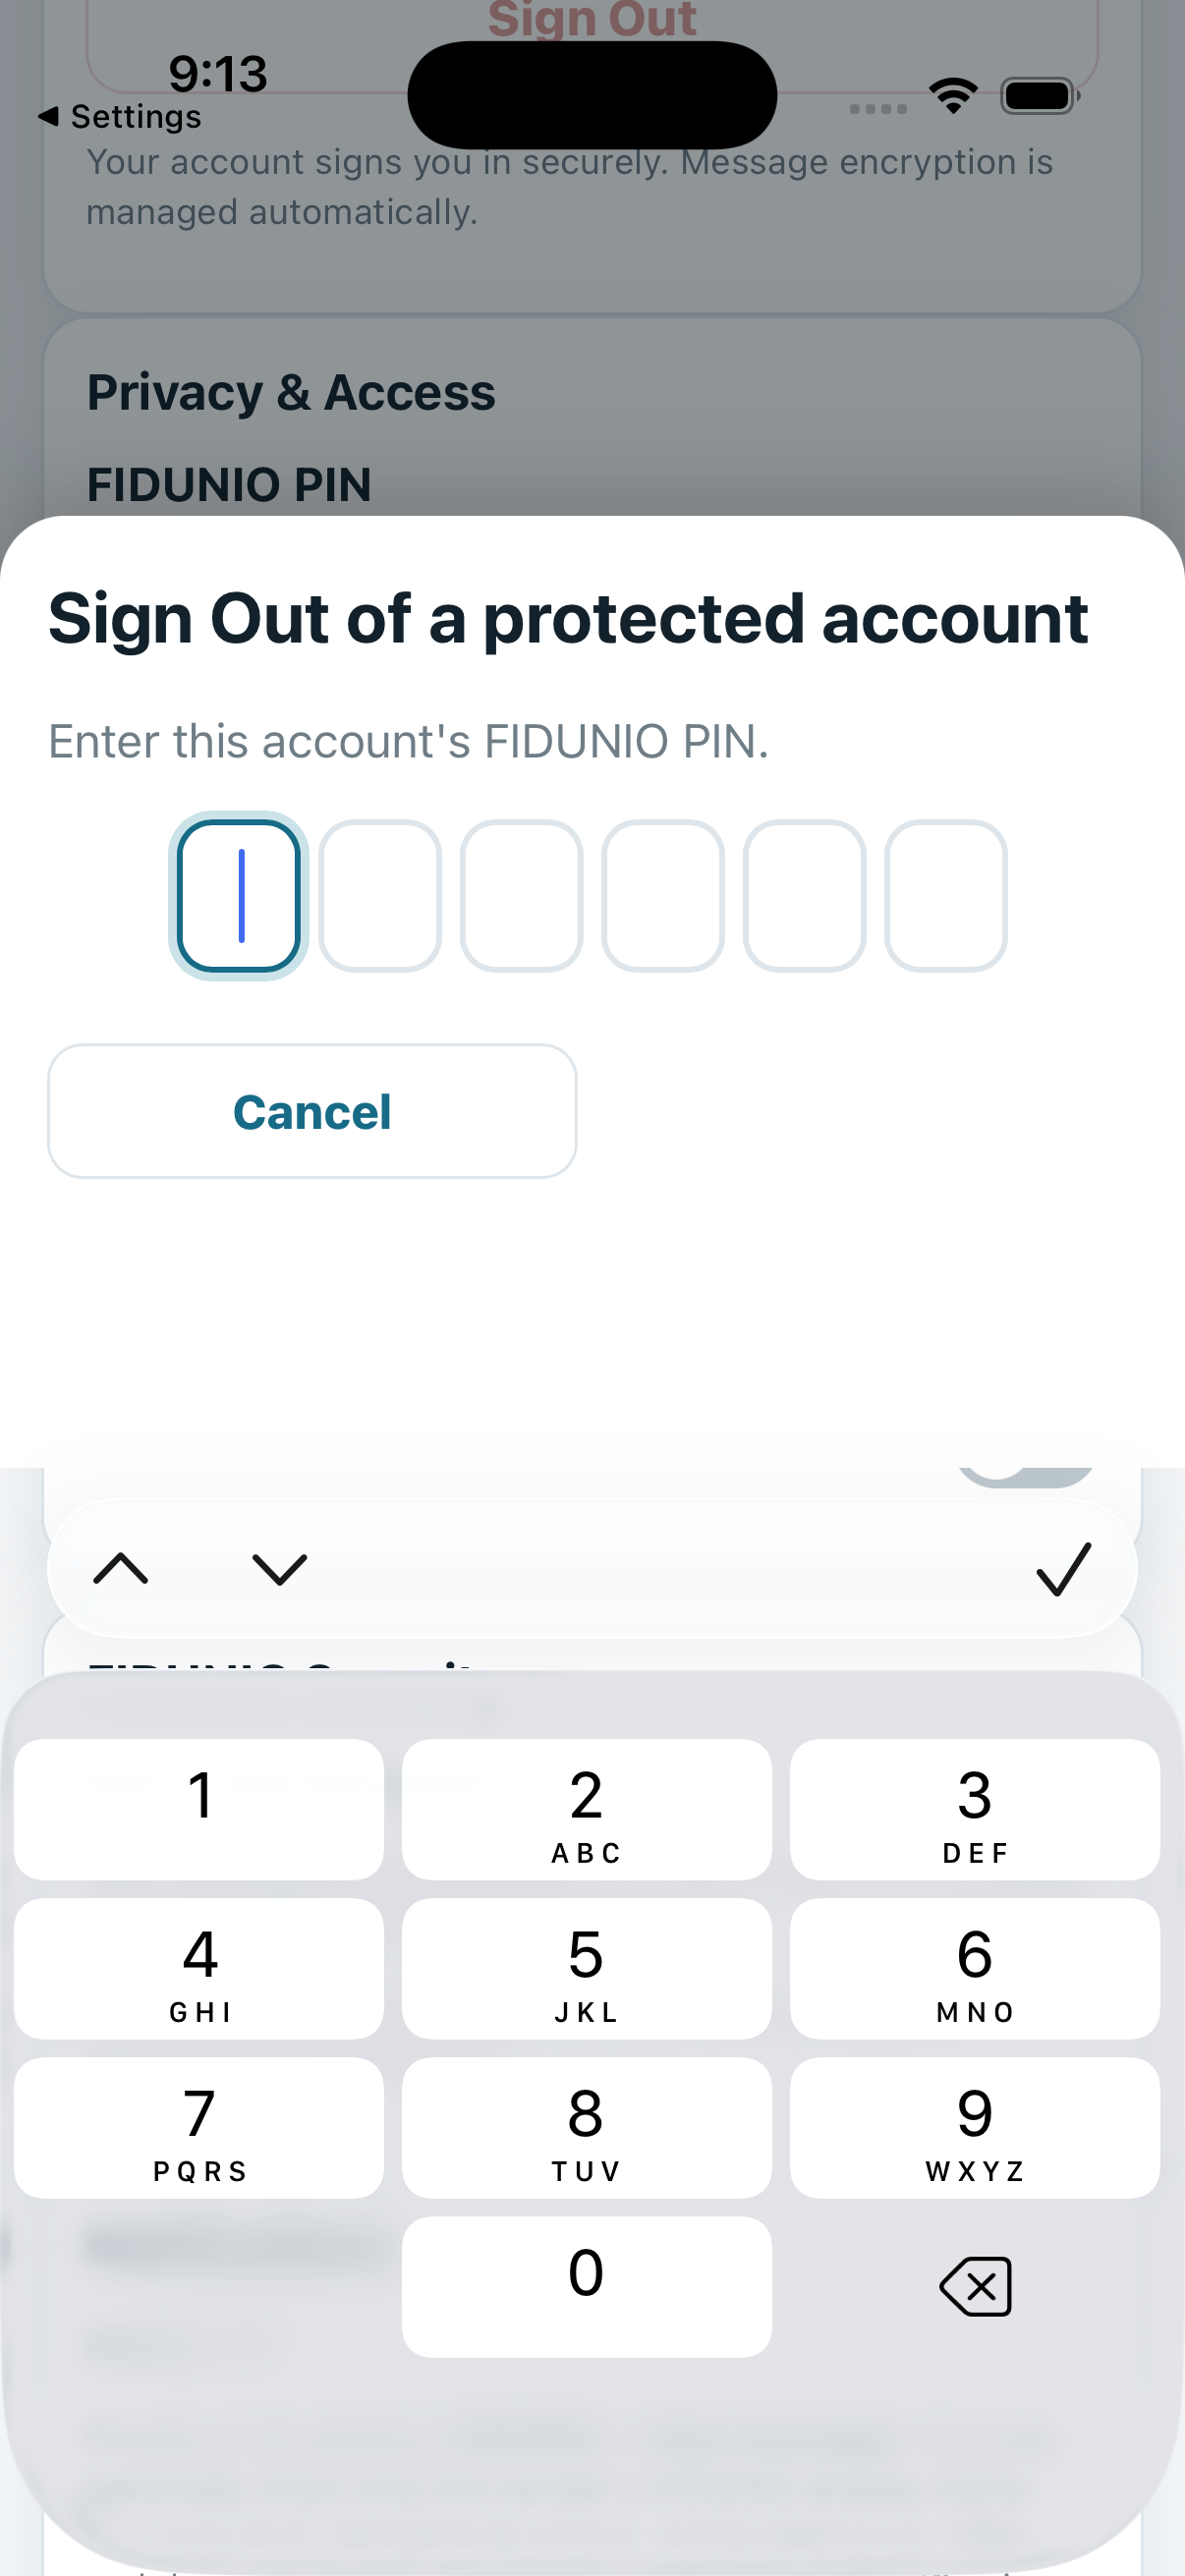 Sign Out
9:13
Settings
Your account signs you in securely. Message encryption is
managed automatically.
Privacy & Access
FIDUNIO PIN
Sign Out of a protected account
Enter this account's FIDUNIO PIN.
Cancel
1
2
ABC
3
DEF
4
GHI
5
JKL
6
MNO
7
PQRS
8
TUV
9
WXYZ
0